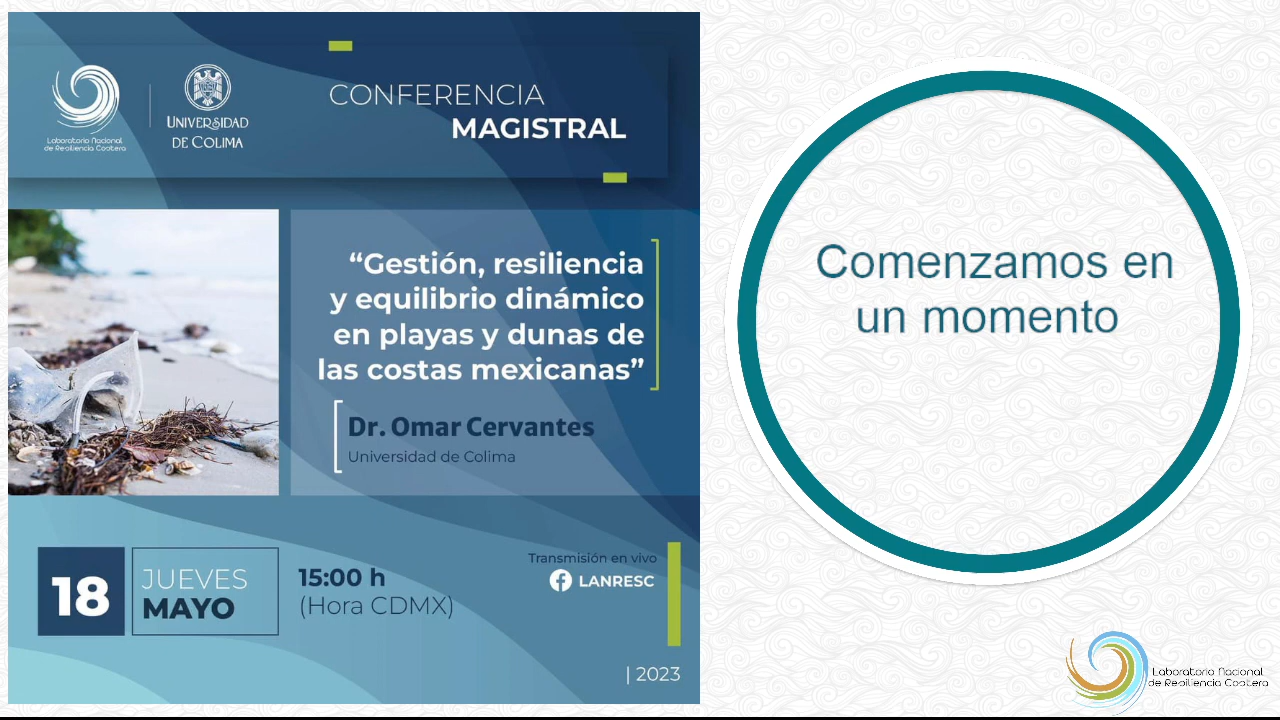 Laboratorio Nacional
de Resiliencia Costera
UNIVERSIDAD
DE COLIMA
CONFERENCIA
MAGISTRAL
“Gestión, resiliencia
y equilibrio dinámico
en playas y dunas de
las costas mexicanas”
Dr. Omar Cervantes
Universidad de Colima
18
JUEVES
MAYO
15:00 h
(Hora CDMX)
Transmisión en vivo
LANRESC
| 2023
Comenzamos en
un momento
Laboratorio Nacional
de Resiliencia Costera